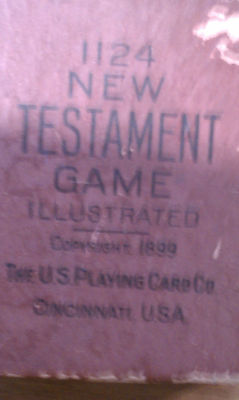 1124
NEW
TESTAMENT
GAME
ILLUSTRATED
COPYRIGHT, 1899
THE U.S. PLAYING CARD CO.
CINCINNATI, U.S.A.